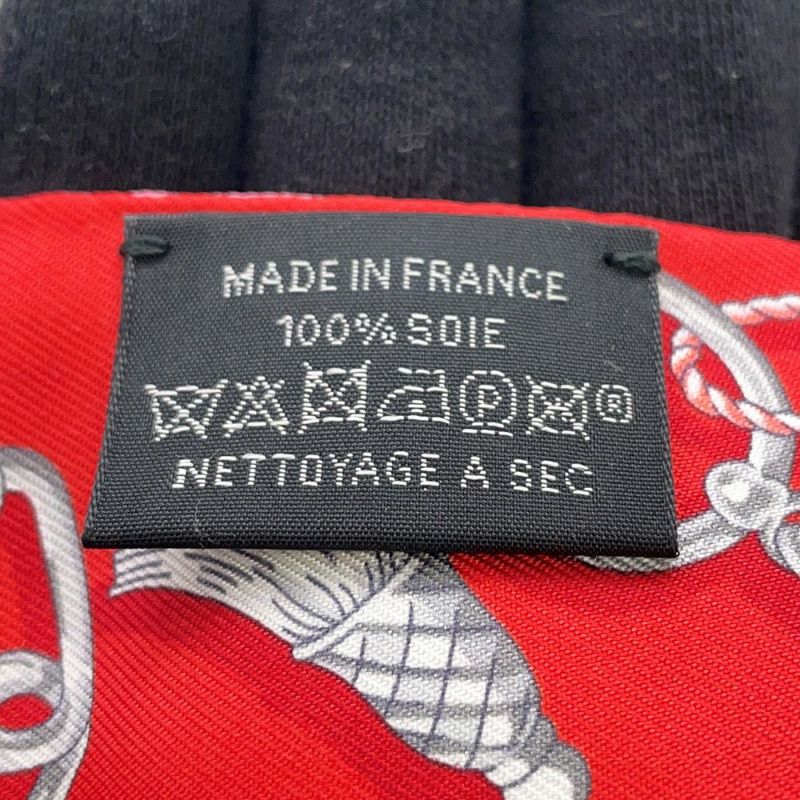 MADE IN FRANCE
100% SOIE
P ®
NETTOYAGE A SEC